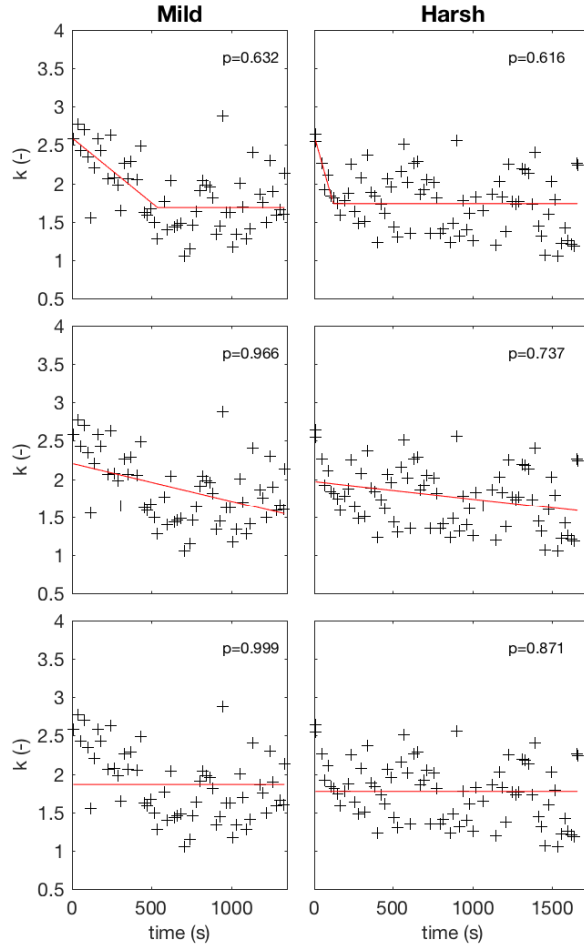 Mild Harsh
4
3.5
3
2.5
2
1.5
1
0.5
k (-)
p=0.632
p=0.616
4
3.5
3
2.5
2
1.5
1
0.5
k (-)
p=0.966
p=0.737
4
3.5
3
2.5
2
1.5
1
0.5
k (-)
p=0.999
p=0.871
0 500 1000 0 500 1000 1500
time (s) time (s)